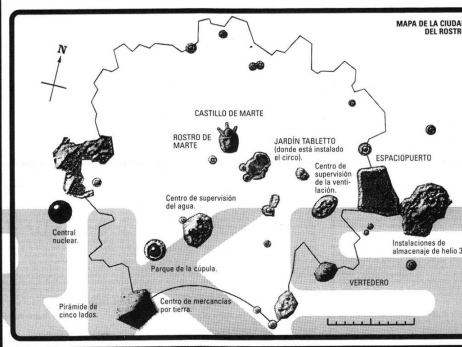 MAPA DE LA CIUDA
DEL ROSTR
N
CASTILLO DE MARTE
ROSTRO DE
MARTE
JARDÍN TABLETTO
(donde está instalado
el circo).
Centro de
supervisión
de la venti-
lación.
ESPACIOPUERTO
Centro de supervisión
del agua.
Central
nuclear.
Parque de la cúpula.
Instalaciones de
almacenaje de helio 3
VERTEDERO
Pirámide de
cinco lados.
Centro de mercancías
por tierra.